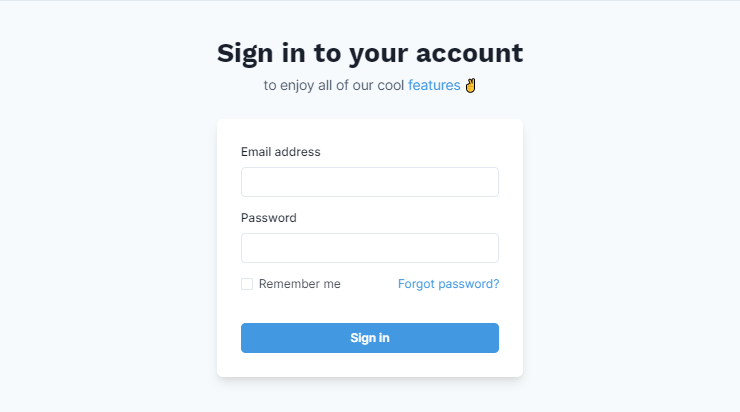 Sign in to your account
to enjoy all of our cool features ✌️
Email address
Password
Remember me Forgot password?
Sign in